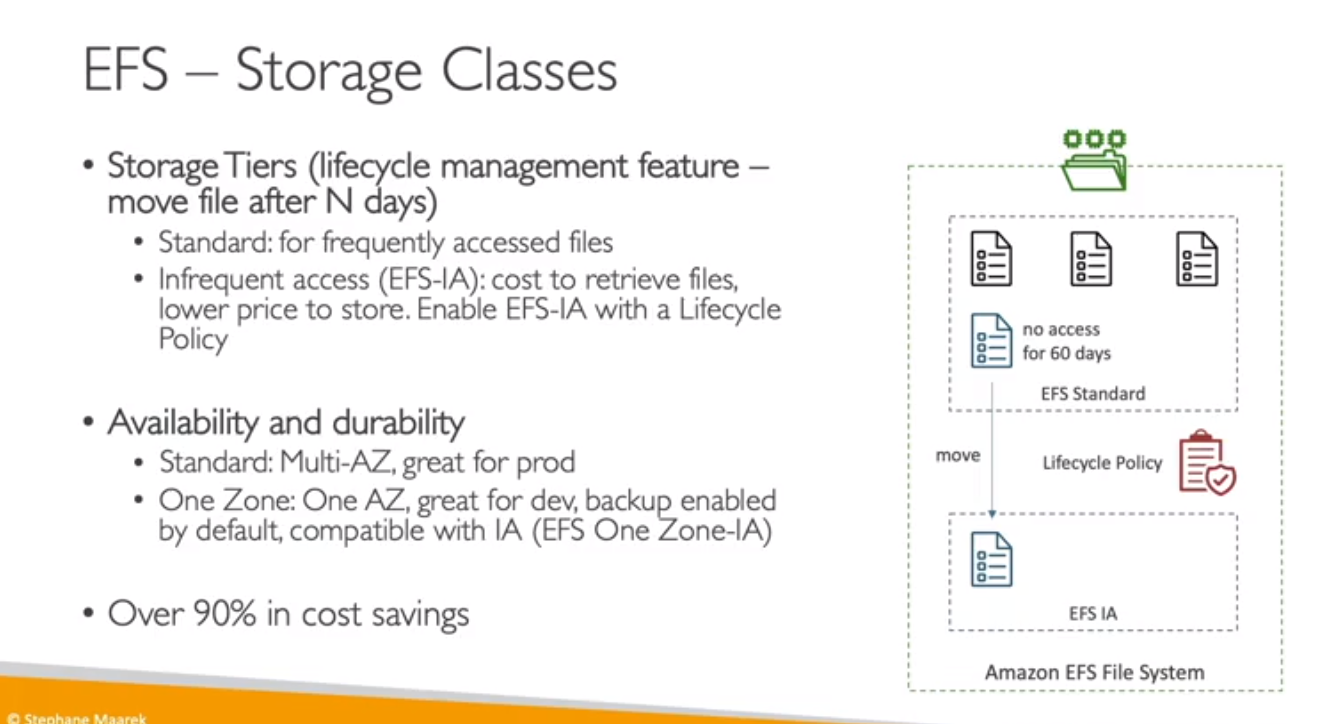 EFS – Storage Classes
• Storage Tiers (lifecycle management feature –
move file after N days)
• Standard: for frequently accessed files
• Infrequent access (EFS-IA): cost to retrieve files,
lower price to store. Enable EFS-IA with a Lifecycle
Policy
• Availability and durability
• Standard: Multi-AZ, great for prod
• One Zone: One AZ, great for dev, backup enabled
by default, compatible with IA (EFS One Zone-IA)
• Over 90% in cost savings
no access
for 60 days
EFS Standard
move
Lifecycle Policy
EFS IA
Amazon EFS File System
© Stephane Maarek